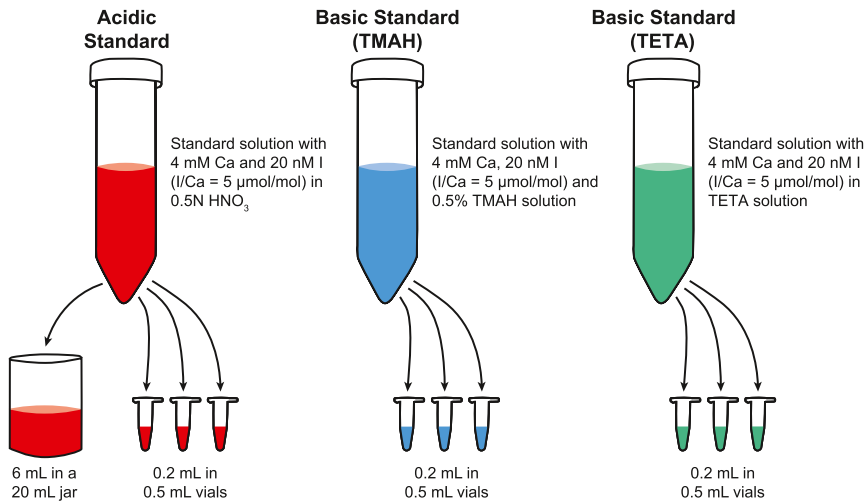 Acidic
Standard
Standard solution with
4 mM Ca and 20 nM I
(I/Ca = 5 μmol/mol) in
0.5N HNO₃
6 mL in a
20 mL jar
0.2 mL in
0.5 mL vials
Basic Standard
(TMAH)
Standard solution with
4 mM Ca, 20 nM I
(I/Ca = 5 μmol/mol) and
0.5% TMAH solution
0.2 mL in
0.5 mL vials
Basic Standard
(TETA)
Standard solution with
4 mM Ca and 20 nM I
(I/Ca = 5 μmol/mol) in
TETA solution
0.2 mL in
0.5 mL vials